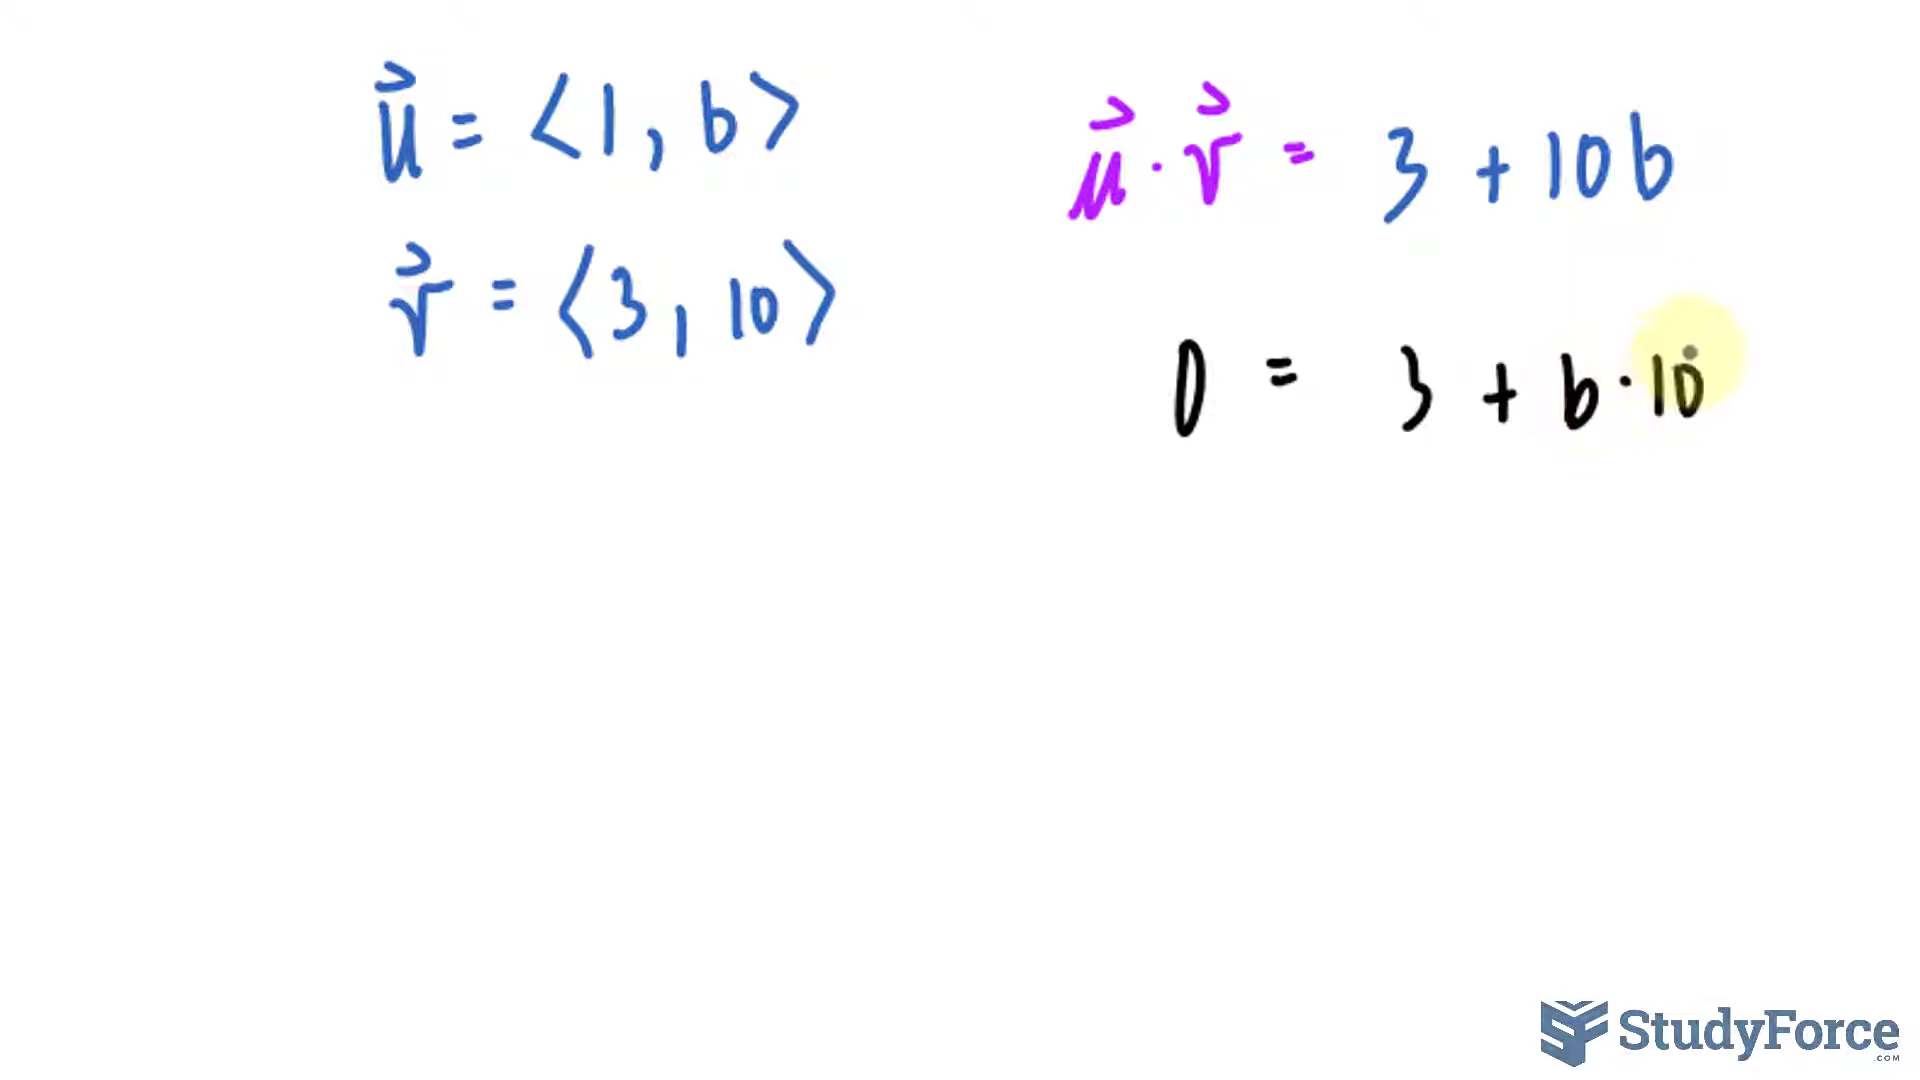 u⃗ = ⟨1, b⟩
v⃗ = ⟨3, 10⟩
u⃗ · v⃗ = 3 + 10b
0 = 3 + b · 10
StudyForce
.COM